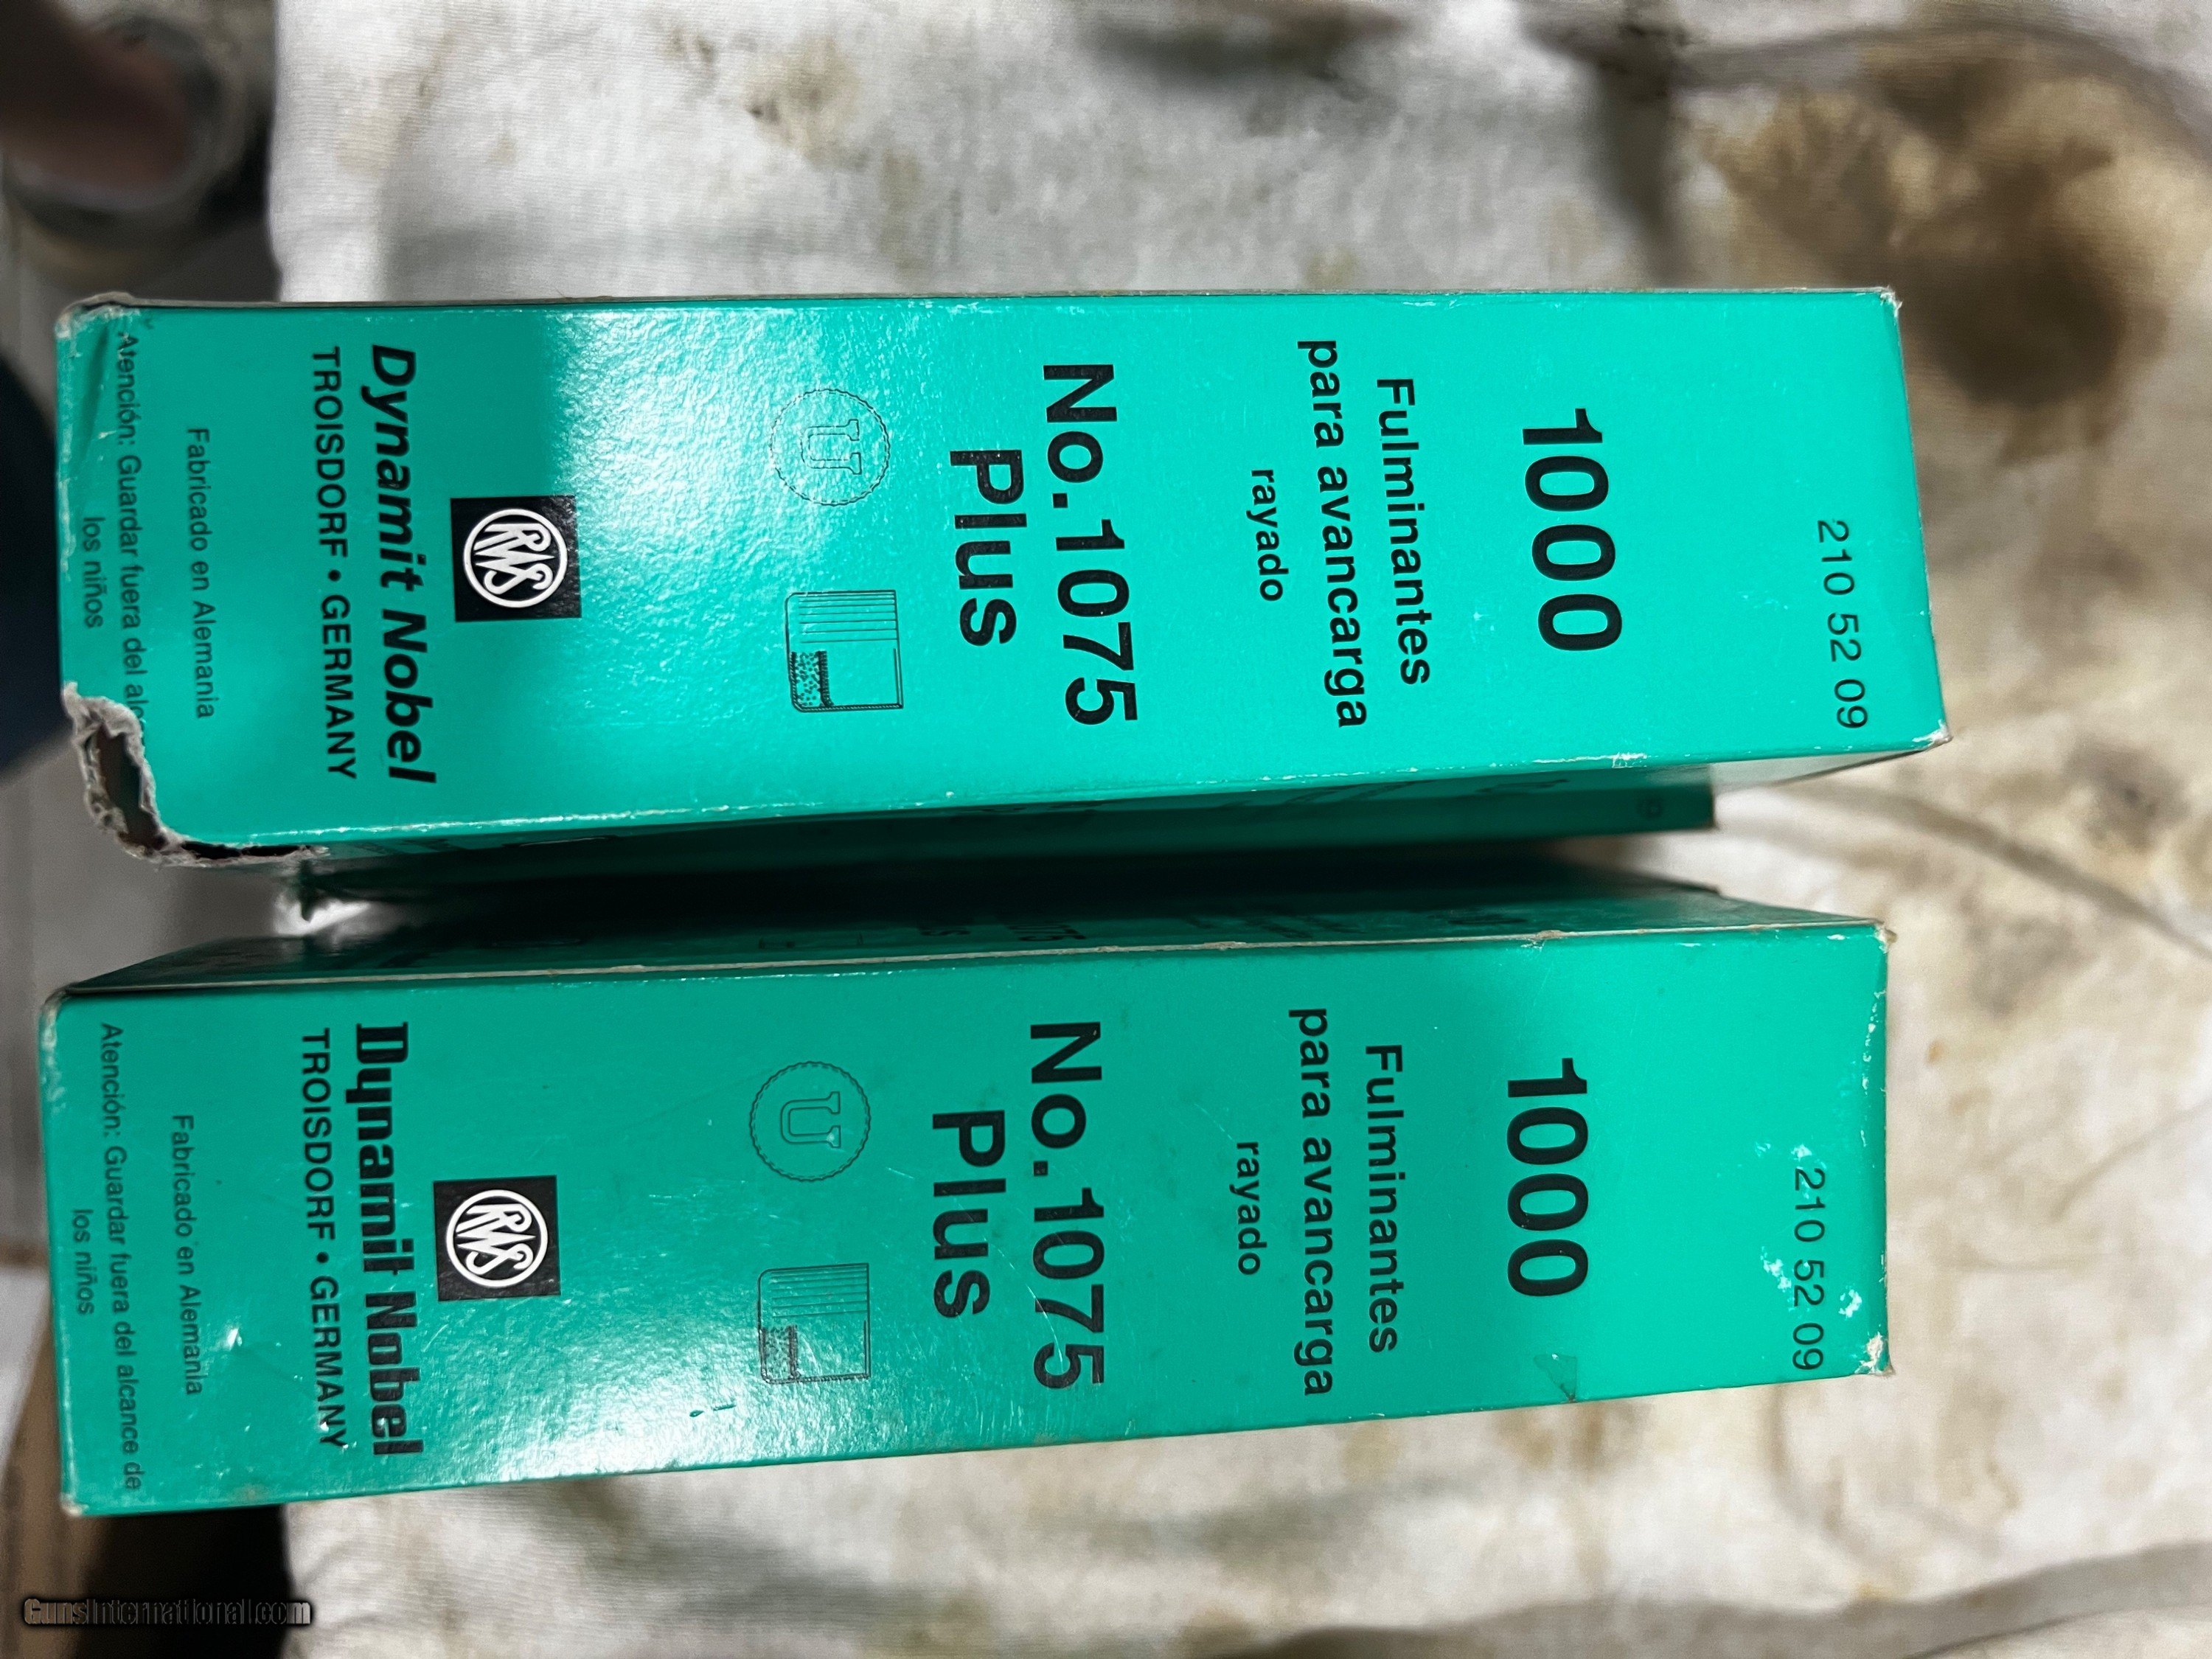 210 52 09
1000
Fulminantes
para avancarga
rayado
No.1075
Plus
U
RWS
Dynamit Nobel
TROISDORF • GERMANY
Fabricado en Alemania
Atención: Guardar fuera del alc
los niños
210 52 09
1000
Fulminantes
para avancarga
rayado
No.1075
Plus
U
RWS
Dynamit Nobel
TROISDORF • GERMANY
Fabricado en Alemania
Atención: Guardar fuera del alcance de
los niños
GunsInternational.com